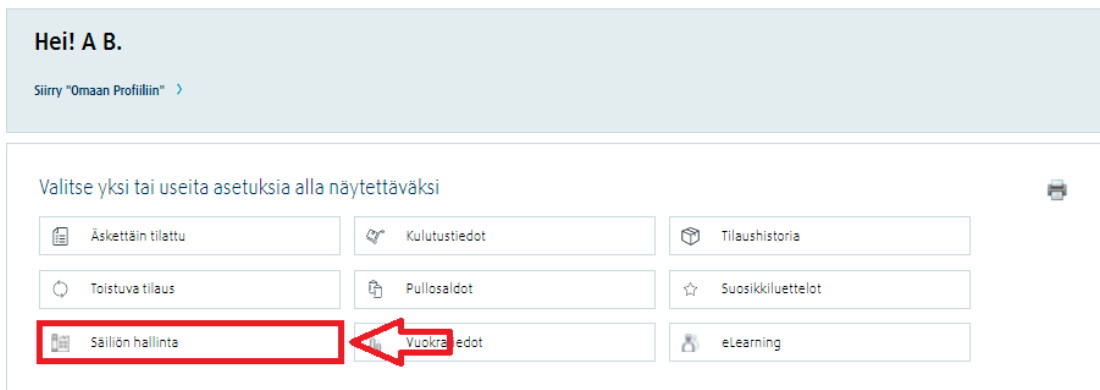 Hei! A B.
Siirry "Omaan Profiiliin"
Valitse yksi tai useita asetuksia alla näytettäväksi
Äskettäin tilattu
Kulutustiedot
Tilaushistoria
Toistuva tilaus
Pullosaldot
Suosikkiluettelot
Säiliön hallinta
Vuokratiedot
eLearning